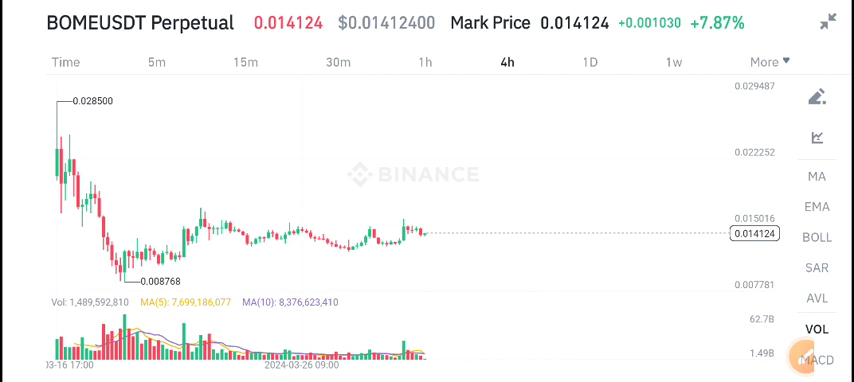 BOMEUSDT Perpetual 0.014124 $0.01412400 Mark Price 0.014124 +0.001030 +7.87%
Time 5m 15m 30m 1h 4h 1D 1w More
0.029487
0.028500
0.022252
BINANCE
0.015016
0.014124
0.008768
0.007781
Vol: 1,489,592,810 MA(5): 7,699,186,077 MA(10): 8,376,623,410
62.7B
1.49B
03-16 17:00 2024-03-26 09:00
MA
EMA
BOLL
SAR
AVL
VOL
MACD